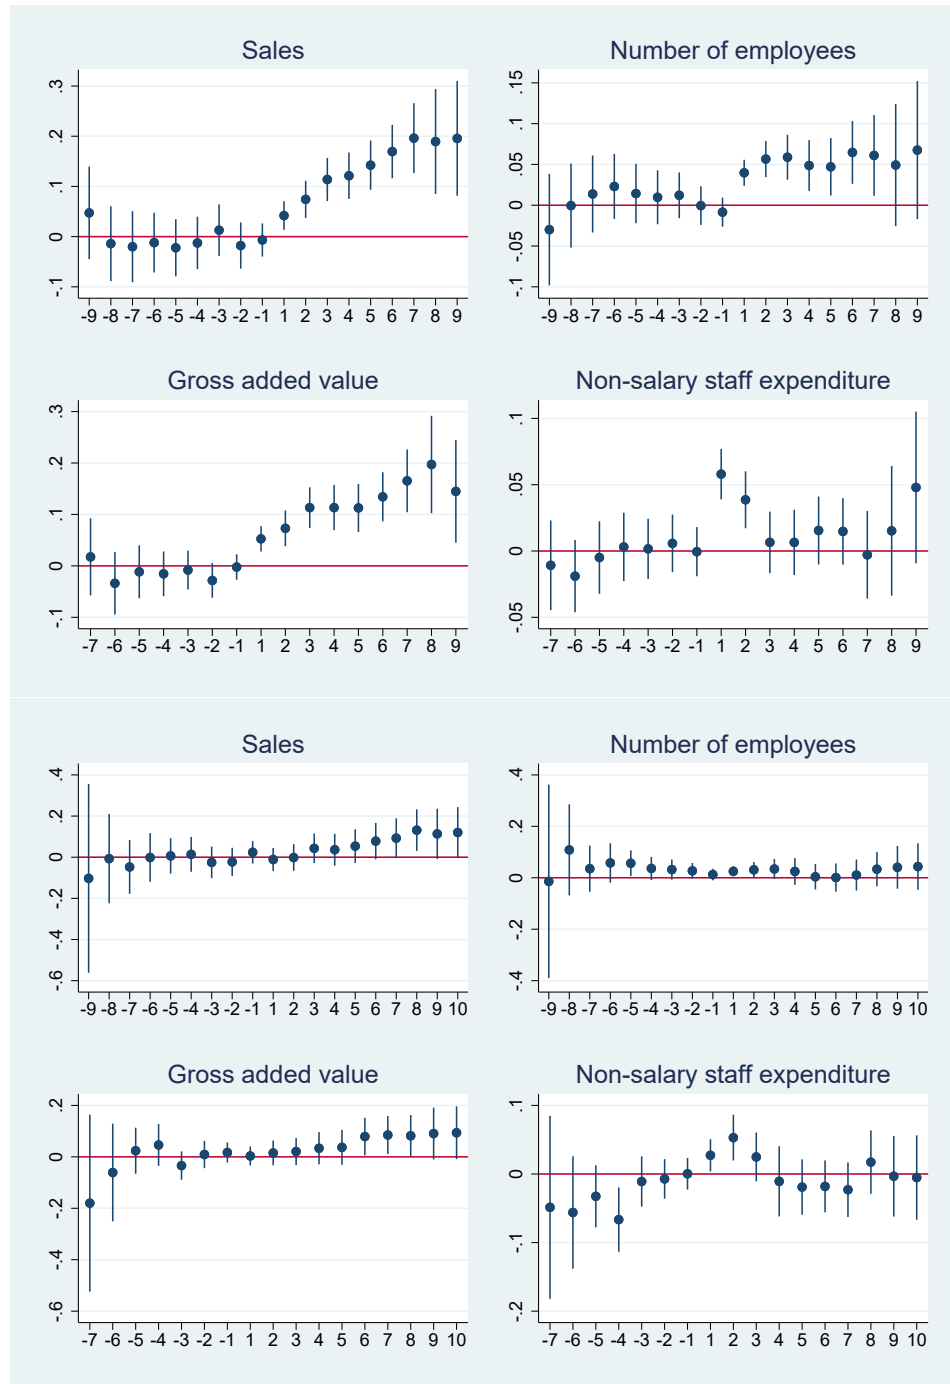 Sales
.3
.2
.1
0
-.1
-9 -8 -7 -6 -5 -4 -3 -2 -1 1 2 3 4 5 6 7 8 9
Number of employees
.15
.1
.05
0
-.05
-.1
-9 -8 -7 -6 -5 -4 -3 -2 -1 1 2 3 4 5 6 7 8 9
Gross added value
.3
.2
.1
0
-.1
-7 -6 -5 -4 -3 -2 -1 1 2 3 4 5 6 7 8 9
Non-salary staff expenditure
.1
.05
0
-.05
-7 -6 -5 -4 -3 -2 -1 1 2 3 4 5 6 7 8 9
Sales
.4
.2
0
-.2
-.4
-.6
-9 -8 -7 -6 -5 -4 -3 -2 -1 1 2 3 4 5 6 7 8 9 10
Number of employees
.4
.2
0
-.2
-.4
-9 -8 -7 -6 -5 -4 -3 -2 -1 1 2 3 4 5 6 7 8 9 10
Gross added value
.2
0
-.2
-.4
-.6
-7 -6 -5 -4 -3 -2 -1 1 2 3 4 5 6 7 8 9 10
Non-salary staff expenditure
.1
0
-.1
-.2
-7 -6 -5 -4 -3 -2 -1 1 2 3 4 5 6 7 8 9 10